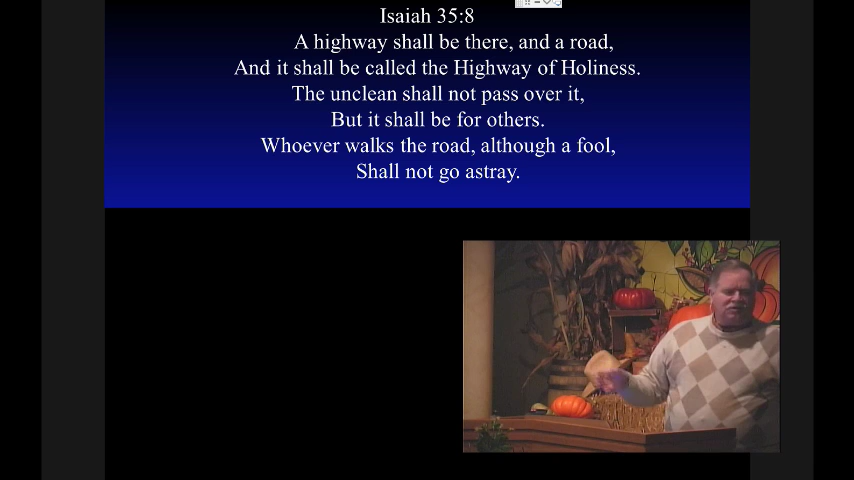 Isaiah 35:8
A highway shall be there, and a road,
And it shall be called the Highway of Holiness.
The unclean shall not pass over it,
But it shall be for others.
Whoever walks the road, although a fool,
Shall not go astray.